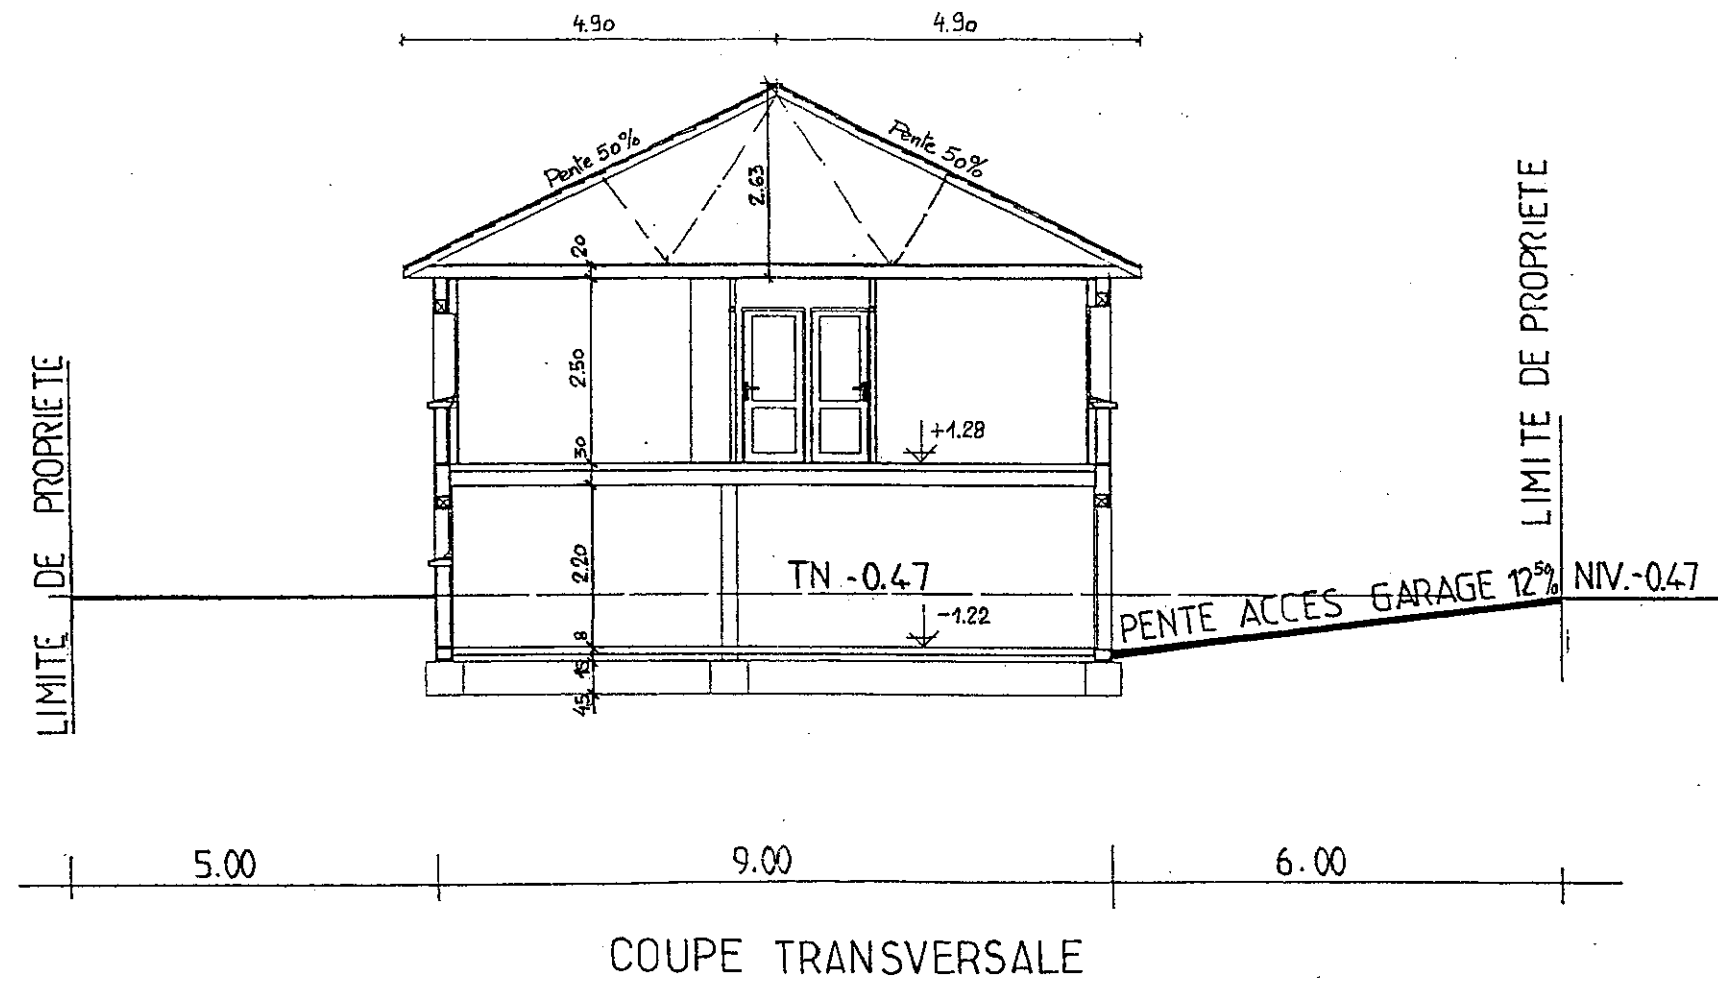 4.90
4.90
Pente 50%
Pente 50%
2.63
20
2.50
30
+1.28
2.20
TN -0.47
-1.22
8
15
45
LIMITE DE PROPRIETE
LIMITE DE PROPRIETE
PENTE ACCES GARAGE 12⁵%
NIV.-0.47
5.00
9.00
6.00
COUPE TRANSVERSALE